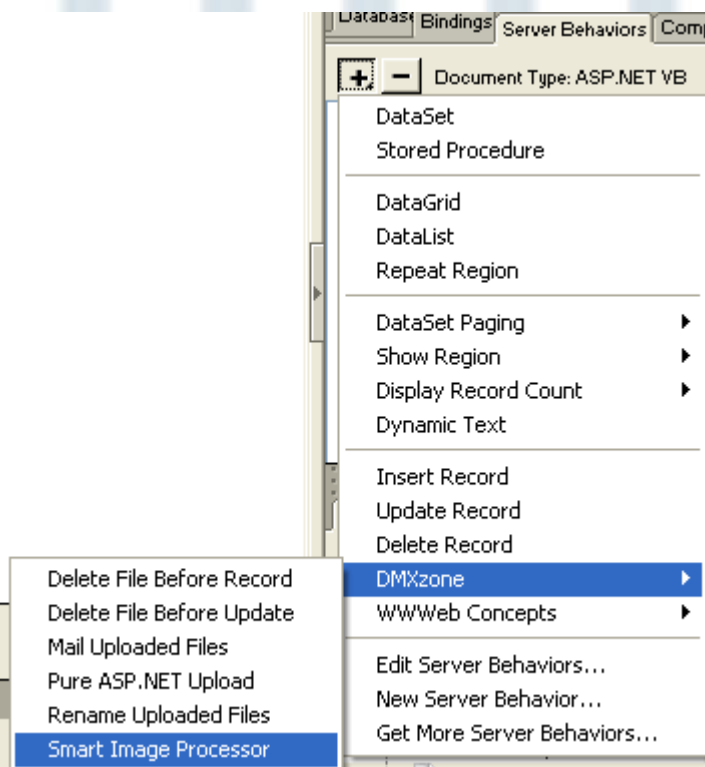 Database Bindings Server Behaviors Comp
+ − Document Type: ASP.NET VB
DataSet
Stored Procedure
DataGrid
DataList
Repeat Region
DataSet Paging
Show Region
Display Record Count
Dynamic Text
Insert Record
Update Record
Delete Record
DMXzone
WWWeb Concepts
Edit Server Behaviors...
New Server Behavior...
Get More Server Behaviors...
Delete File Before Record
Delete File Before Update
Mail Uploaded Files
Pure ASP.NET Upload
Rename Uploaded Files
Smart Image Processor